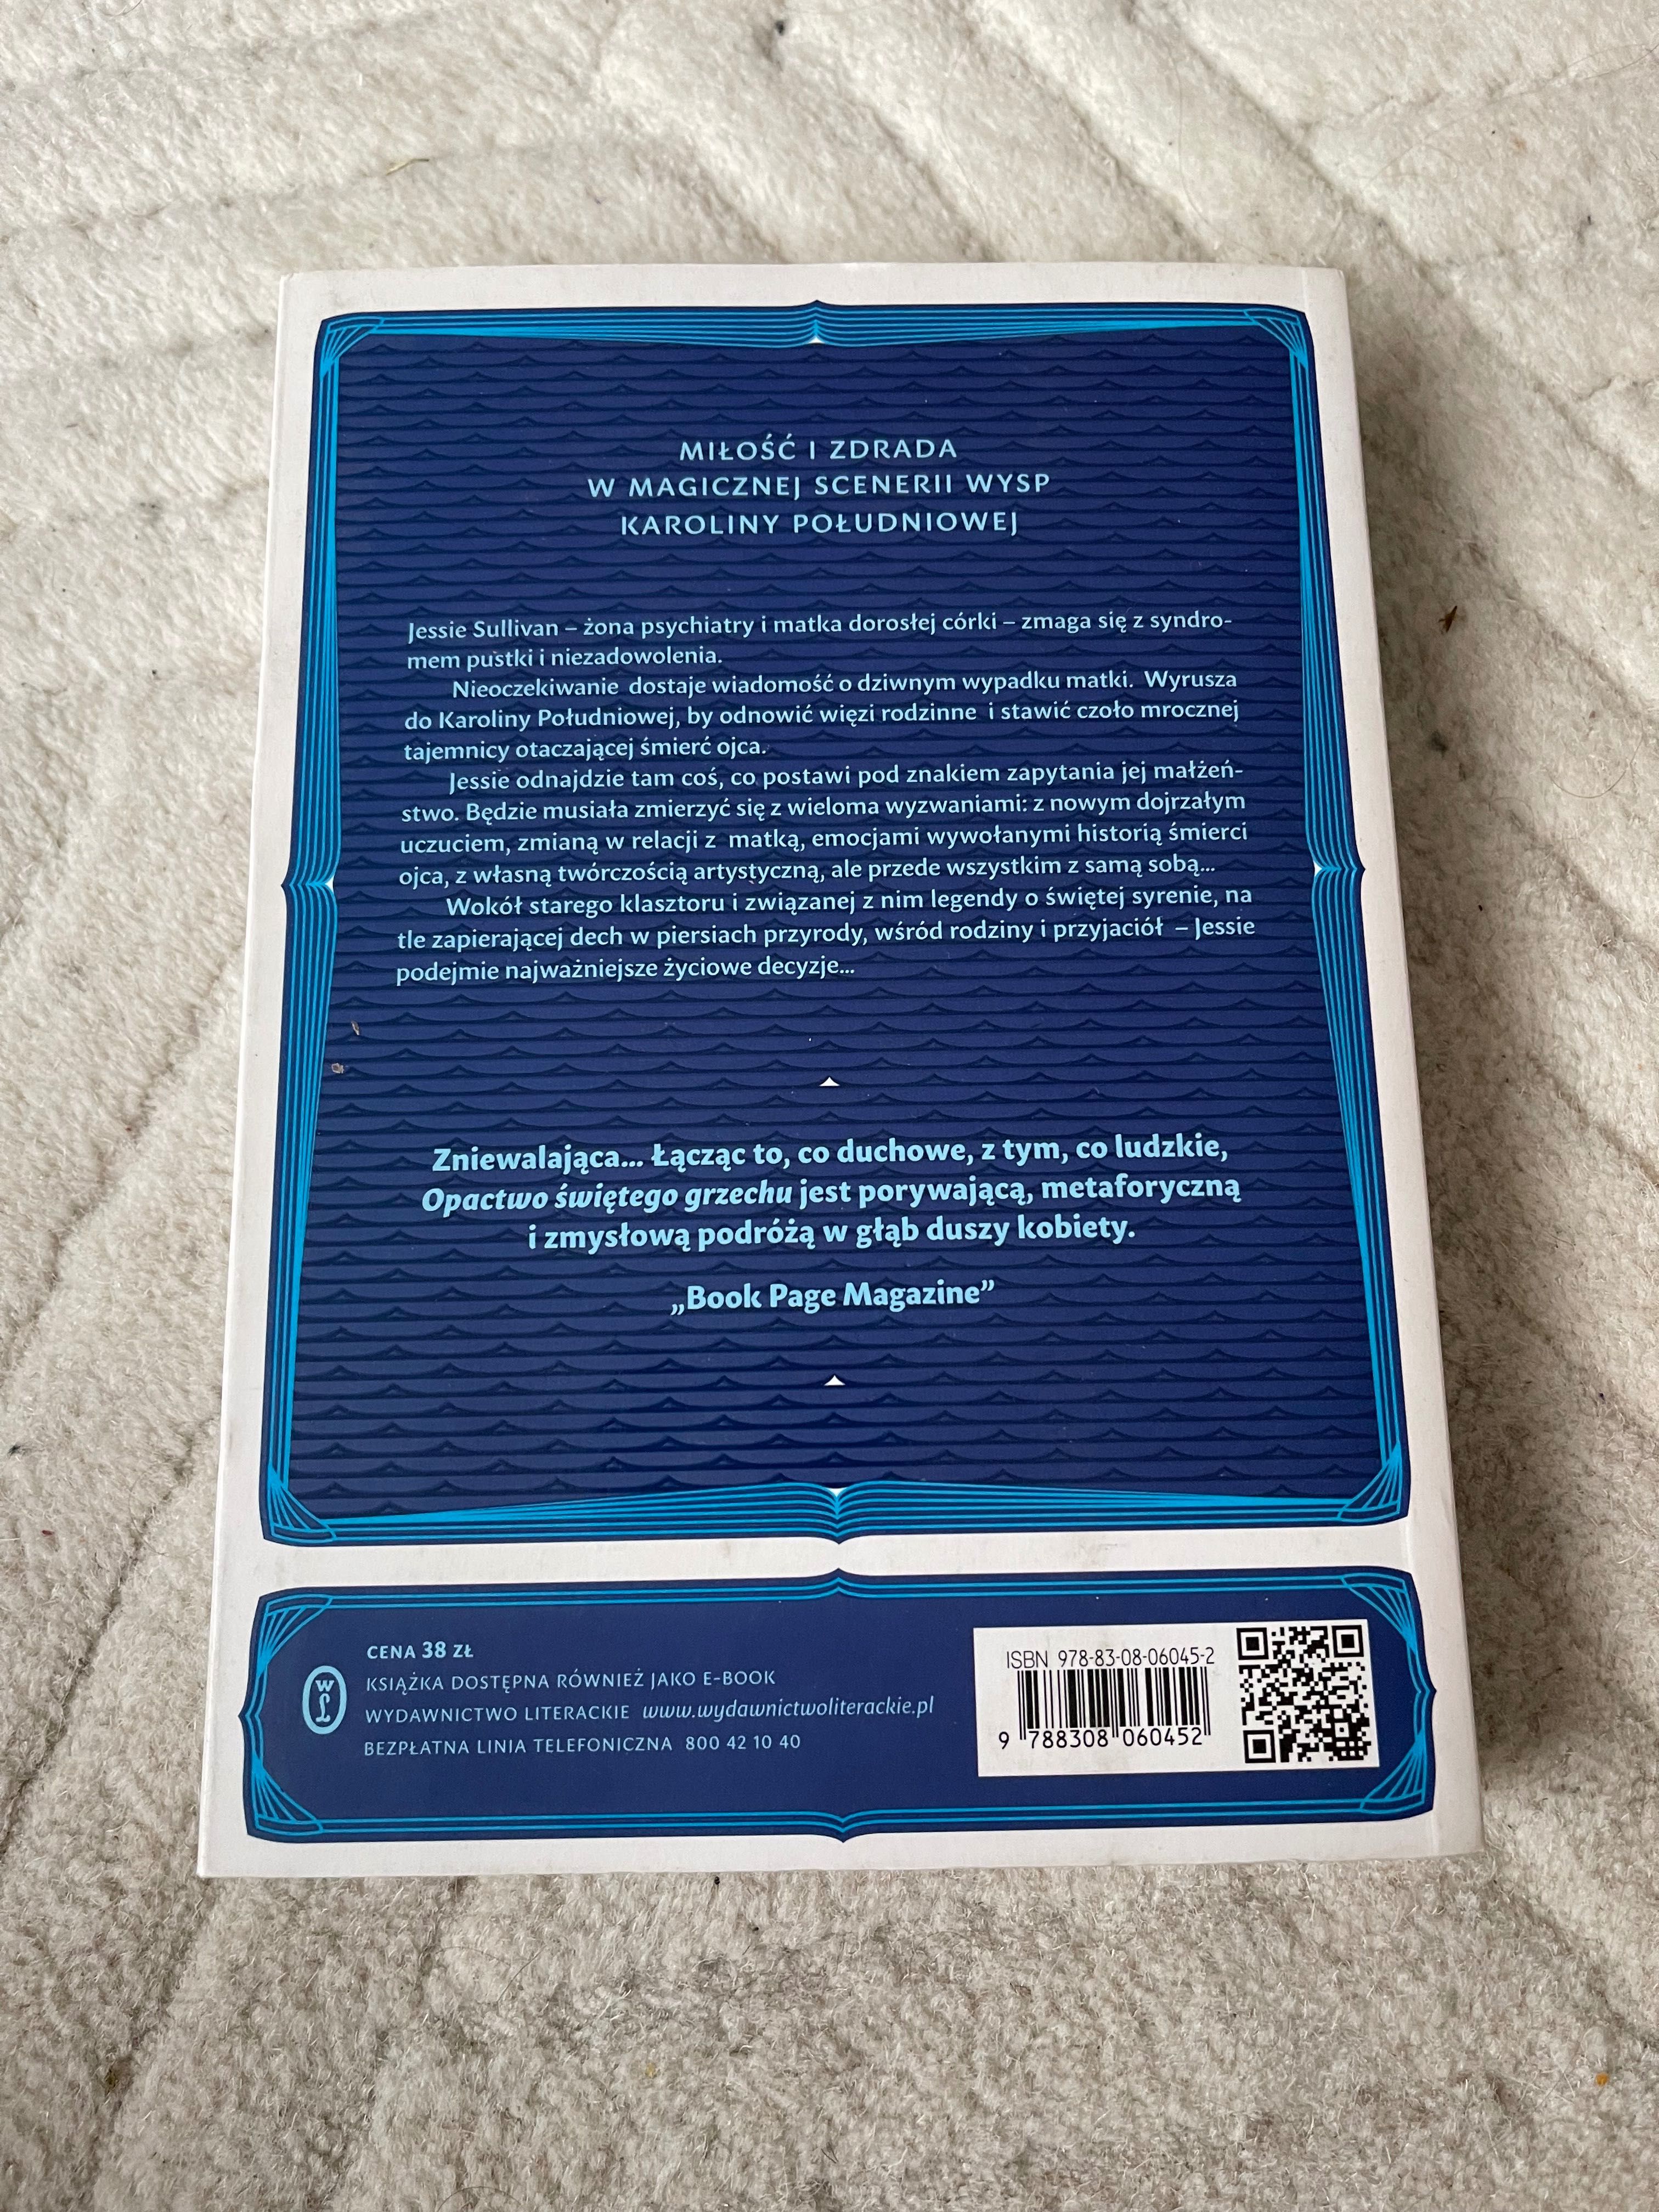 MIŁOŚĆ I ZDRADA
W MAGICZNEJ SCENERII WYSP
KAROLINY POŁUDNIOWEJ
Jessie Sullivan – żona psychiatry i matka dorosłej córki – zmaga się z syndro-
mem pustki i niezadowolenia.
Nieoczekiwanie dostaje wiadomość o dziwnym wypadku matki. Wyrusza
do Karoliny Południowej, by odnowić więzi rodzinne i stawić czoło mrocznej
tajemnicy otaczającej śmierć ojca.
Jessie odnajdzie tam coś, co postawi pod znakiem zapytania jej małżeń-
stwo. Będzie musiała zmierzyć się z wieloma wyzwaniami: z nowym dojrzałym
uczuciem, zmianą w relacji z matką, emocjami wywołanymi historią śmierci
ojca, z własną twórczością artystyczną, ale przede wszystkim z samą sobą...
Wokół starego klasztoru i związanej z nim legendy o świętej syrenie, na
tle zapierającej dech w piersiach przyrody, wśród rodziny i przyjaciół – Jessie
podejmie najważniejsze życiowe decyzje...
Zniewalająca... Łącząc to, co duchowe, z tym, co ludzkie,
Opactwo świętego grzechu jest porywającą, metaforyczną
i zmysłową podróżą w głąb duszy kobiety.
„Book Page Magazine”
CENA 38 ZŁ
KSIĄŻKA DOSTĘPNA RÓWNIEŻ JAKO E-BOOK
WYDAWNICTWO LITERACKIE www.wydawnictwoliterackie.pl
BEZPŁATNA LINIA TELEFONICZNA 800 42 10 40
WL
ISBN 978-83-08-06045-2
9 788308 060452